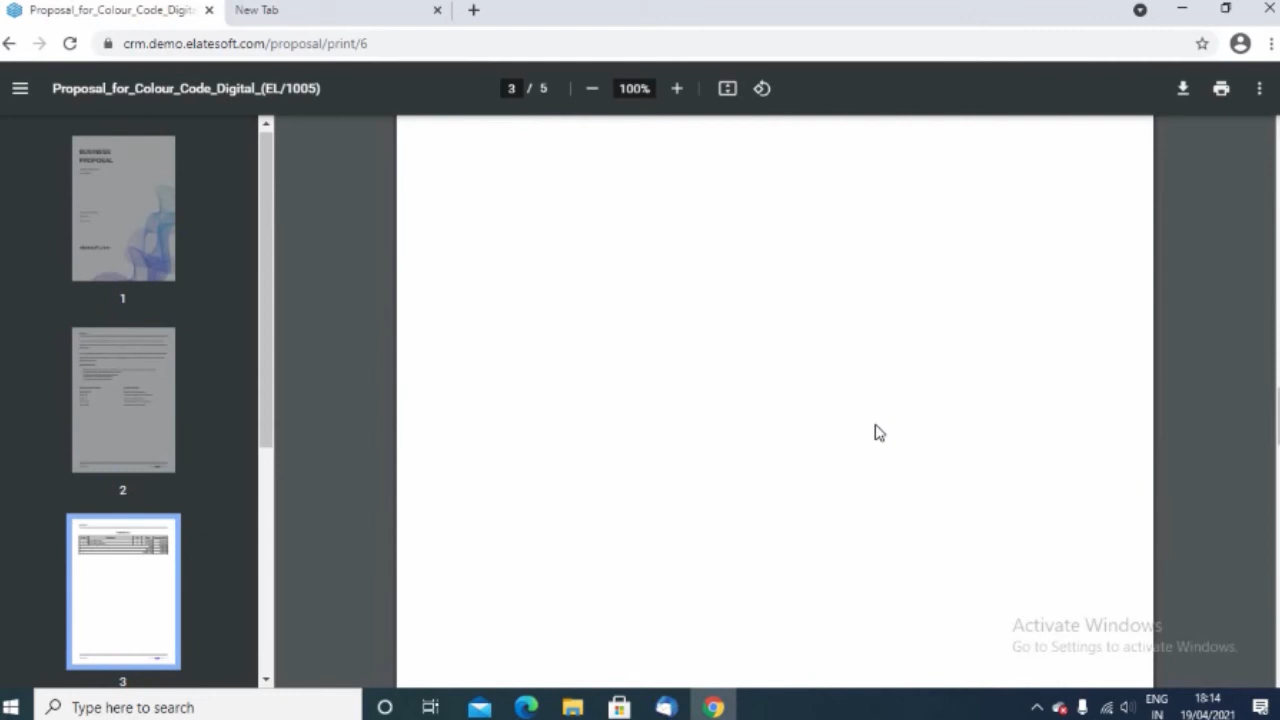 Proposal_for_Colour_Code_Digit
New Tab
crm.demo.elatesoft.com/proposal/print/6
Proposal_for_Colour_Code_Digital_(EL/1005)
3 / 5
100%
BUSINESS
PROPOSAL
1
2
3
Activate Windows
Go to Settings to activate Windows.
Type here to search
ENG
IN
18:14
19/04/2021